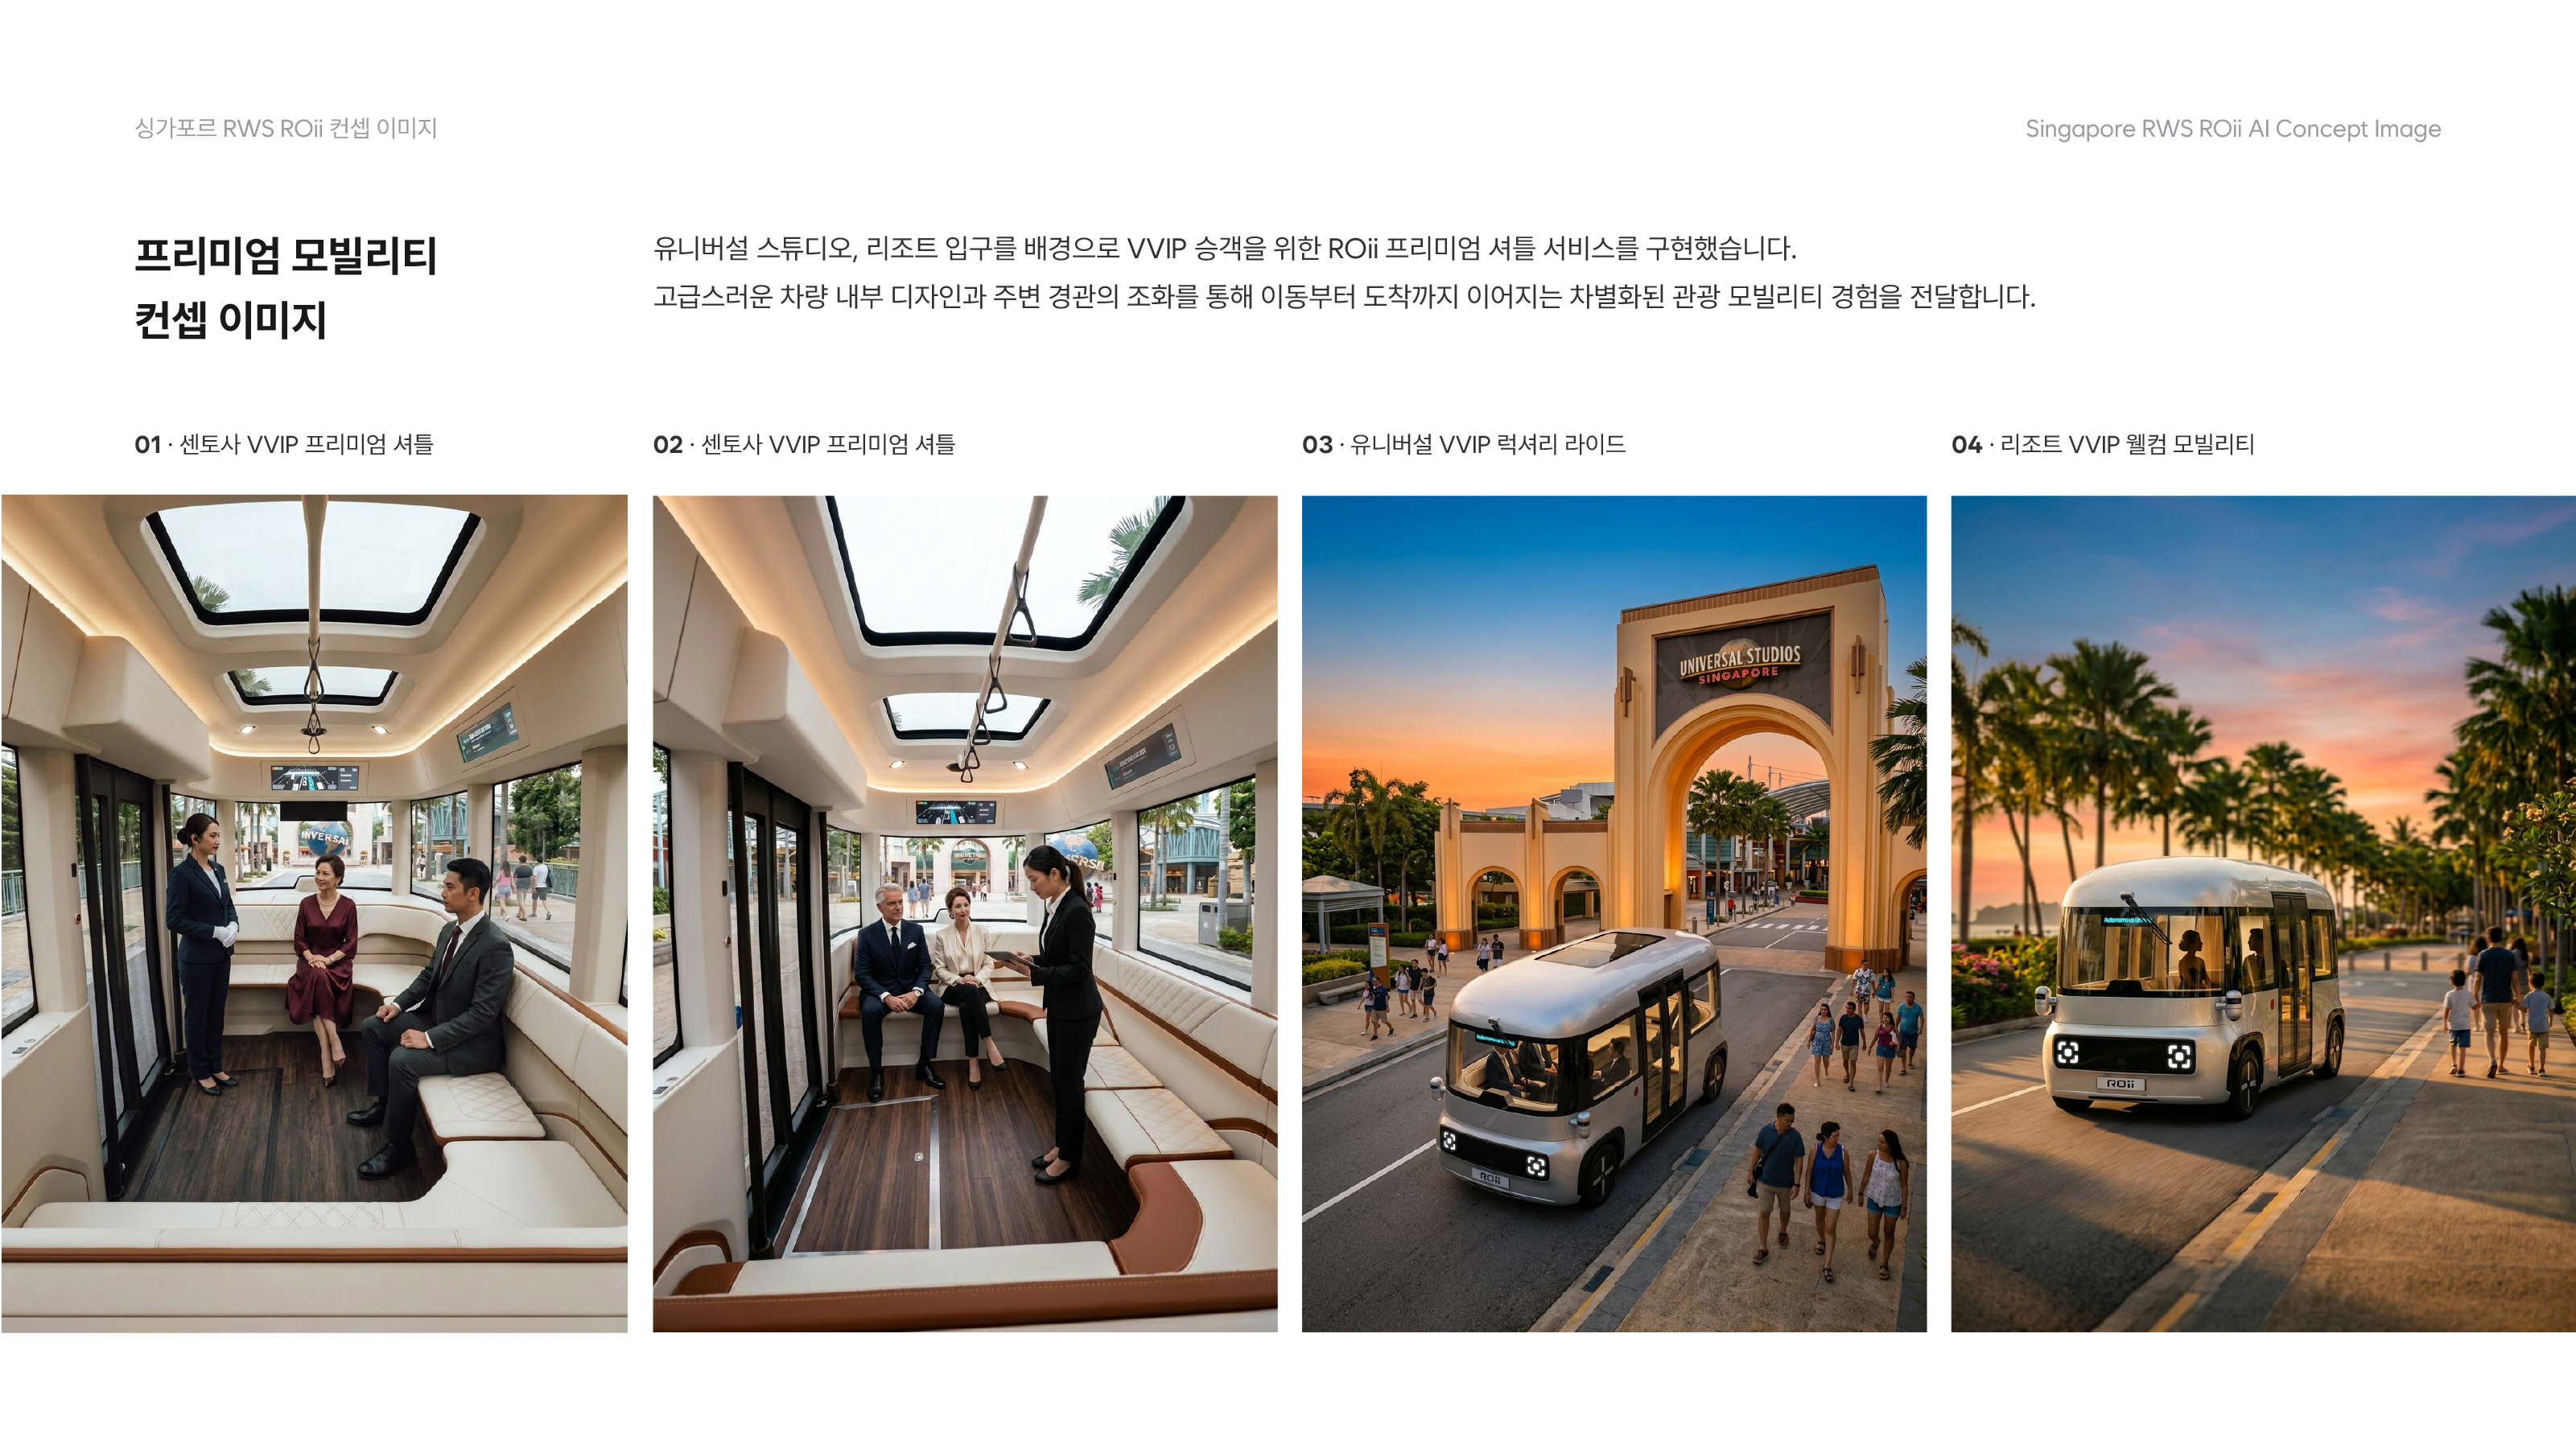 싱가포르 RWS ROii 컨셉 이미지
Singapore RWS ROii AI Concept Image
프리미엄 모빌리티
컨셉 이미지
유니버설 스튜디오, 리조트 입구를 배경으로 VVIP 승객을 위한 ROii 프리미엄 셔틀 서비스를 구현했습니다.
고급스러운 차량 내부 디자인과 주변 경관의 조화를 통해 이동부터 도착까지 이어지는 차별화된 관광 모빌리티 경험을 전달합니다.
01 · 센토사 VVIP 프리미엄 셔틀
02 · 센토사 VVIP 프리미엄 셔틀
03 · 유니버설 VVIP 럭셔리 라이드
04 · 리조트 VVIP 웰컴 모빌리티
UNIVERSAL STUDIOS
SINGAPORE
ROii
ROii